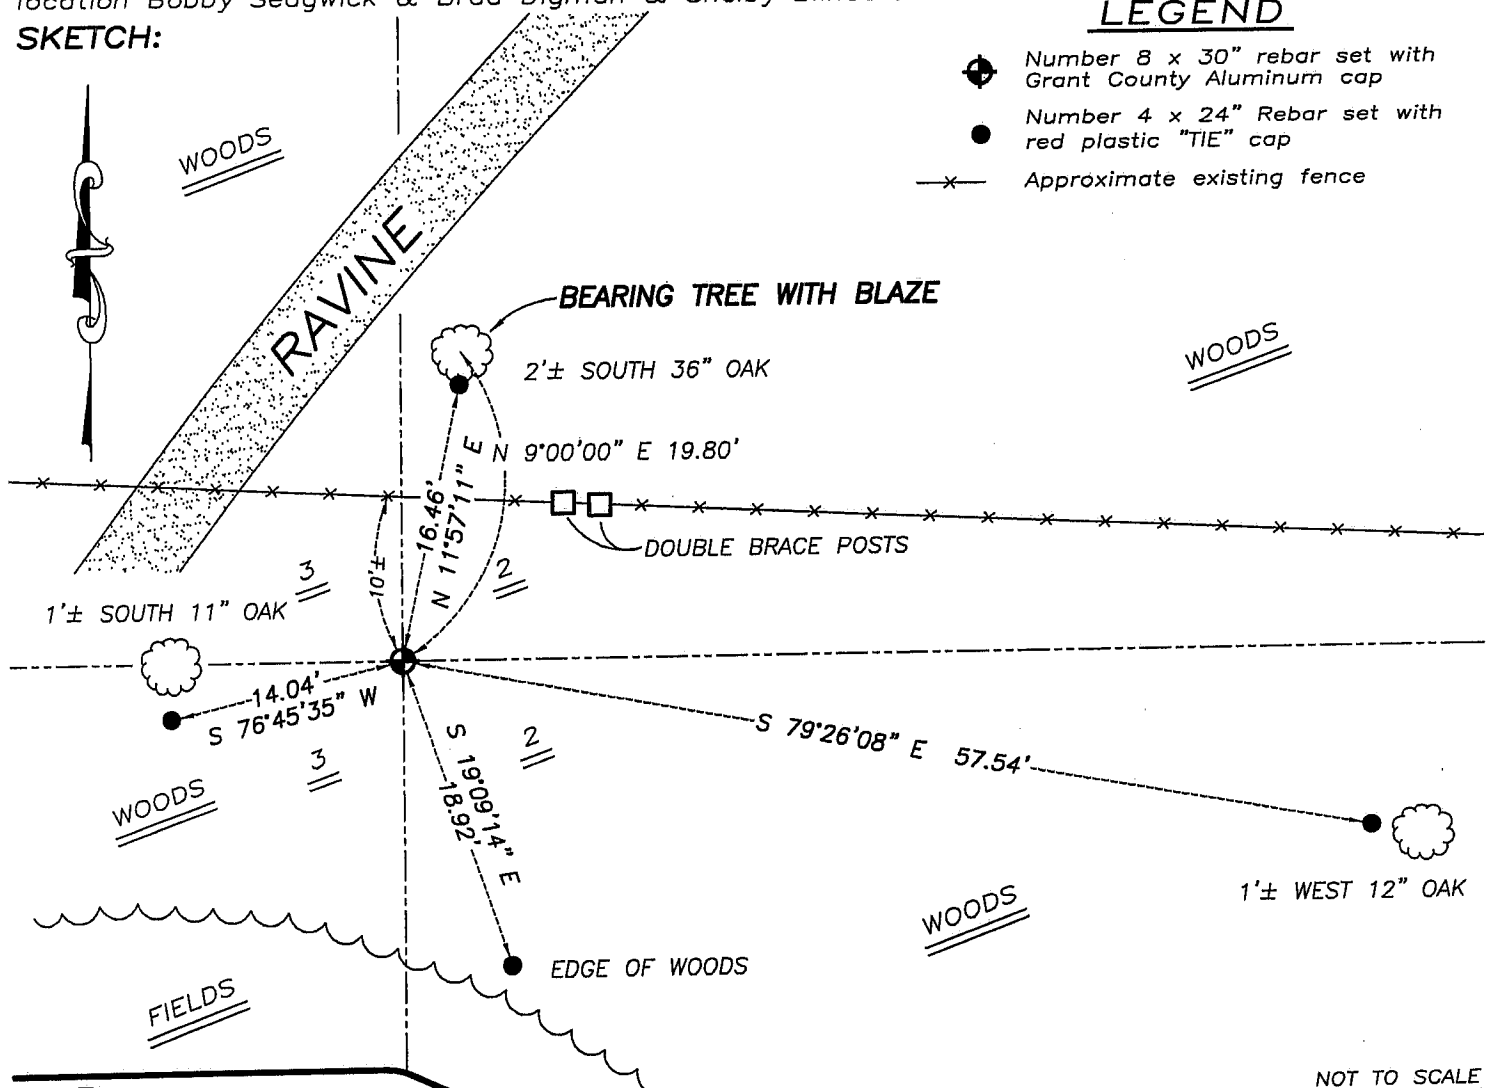 location Bobby Sedgwick & Brad Digman & Shelby
SKETCH:
LEGEND
Number 8 x 30" rebar set with
Grant County Aluminum cap
Number 4 x 24" Rebar set with
red plastic "TIE" cap
Approximate existing fence
WOODS
RAVINE
BEARING TREE WITH BLAZE
2'± SOUTH 36" OAK
WOODS
N 9°00'00" E 19.80'
16.46'
N 11°57'11" E
DOUBLE BRACE POSTS
10'±
3
2
1'± SOUTH 11" OAK
14.04'
S 76°45'35" W
S 79°26'08" E 57.54'
3
2
S 19°09'14" E
18.92'
WOODS
1'± WEST 12" OAK
WOODS
EDGE OF WOODS
FIELDS
NOT TO SCALE